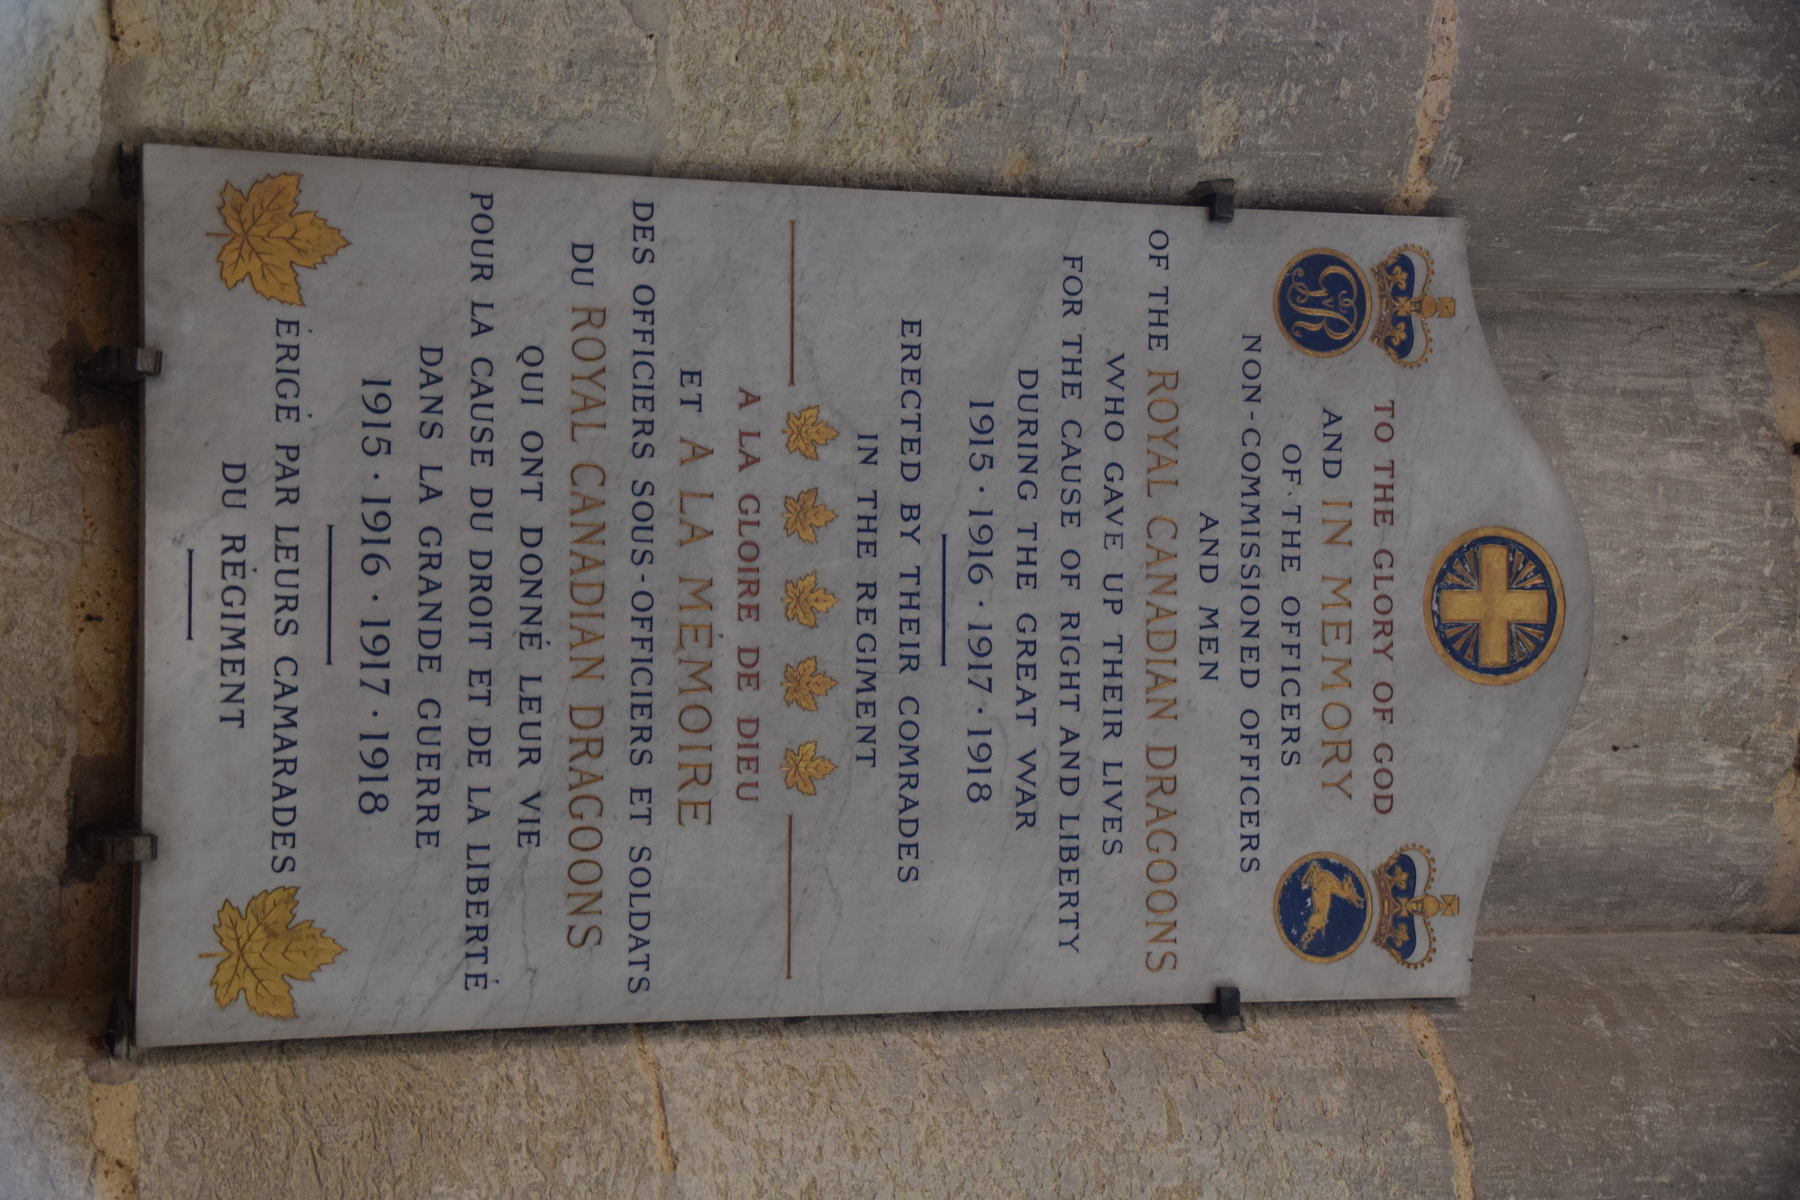 TO THE GLORY OF GOD
AND IN MEMORY
OF·THE OFFICERS
NON-COMMISSIONED OFFICERS
AND MEN
OF THE ROYAL CANADIAN DRAGOONS
WHO GAVE UP THEIR LIVES
FOR THE CAUSE OF RIGHT AND LIBERTY
DURING THE GREAT WAR
1915·1916·1917·1918
ERECTED BY THEIR COMRADES
IN THE REGIMENT
A LA GLOIRE DE DIEU
ET A LA MÉMOIRE
DES OFFICIERS SOUS-OFFICIERS ET SOLDATS
DU ROYAL CANADIAN DRAGOONS
QUI ONT DONNÉ LEUR VIE
POUR LA CAUSE DU DROIT ET DE LA LIBERTÉ
DANS LA GRANDE GUERRE
1915·1916·1917·1918
ÉRIGÉ PAR LEURS CAMARADES
DU RÉGIMENT